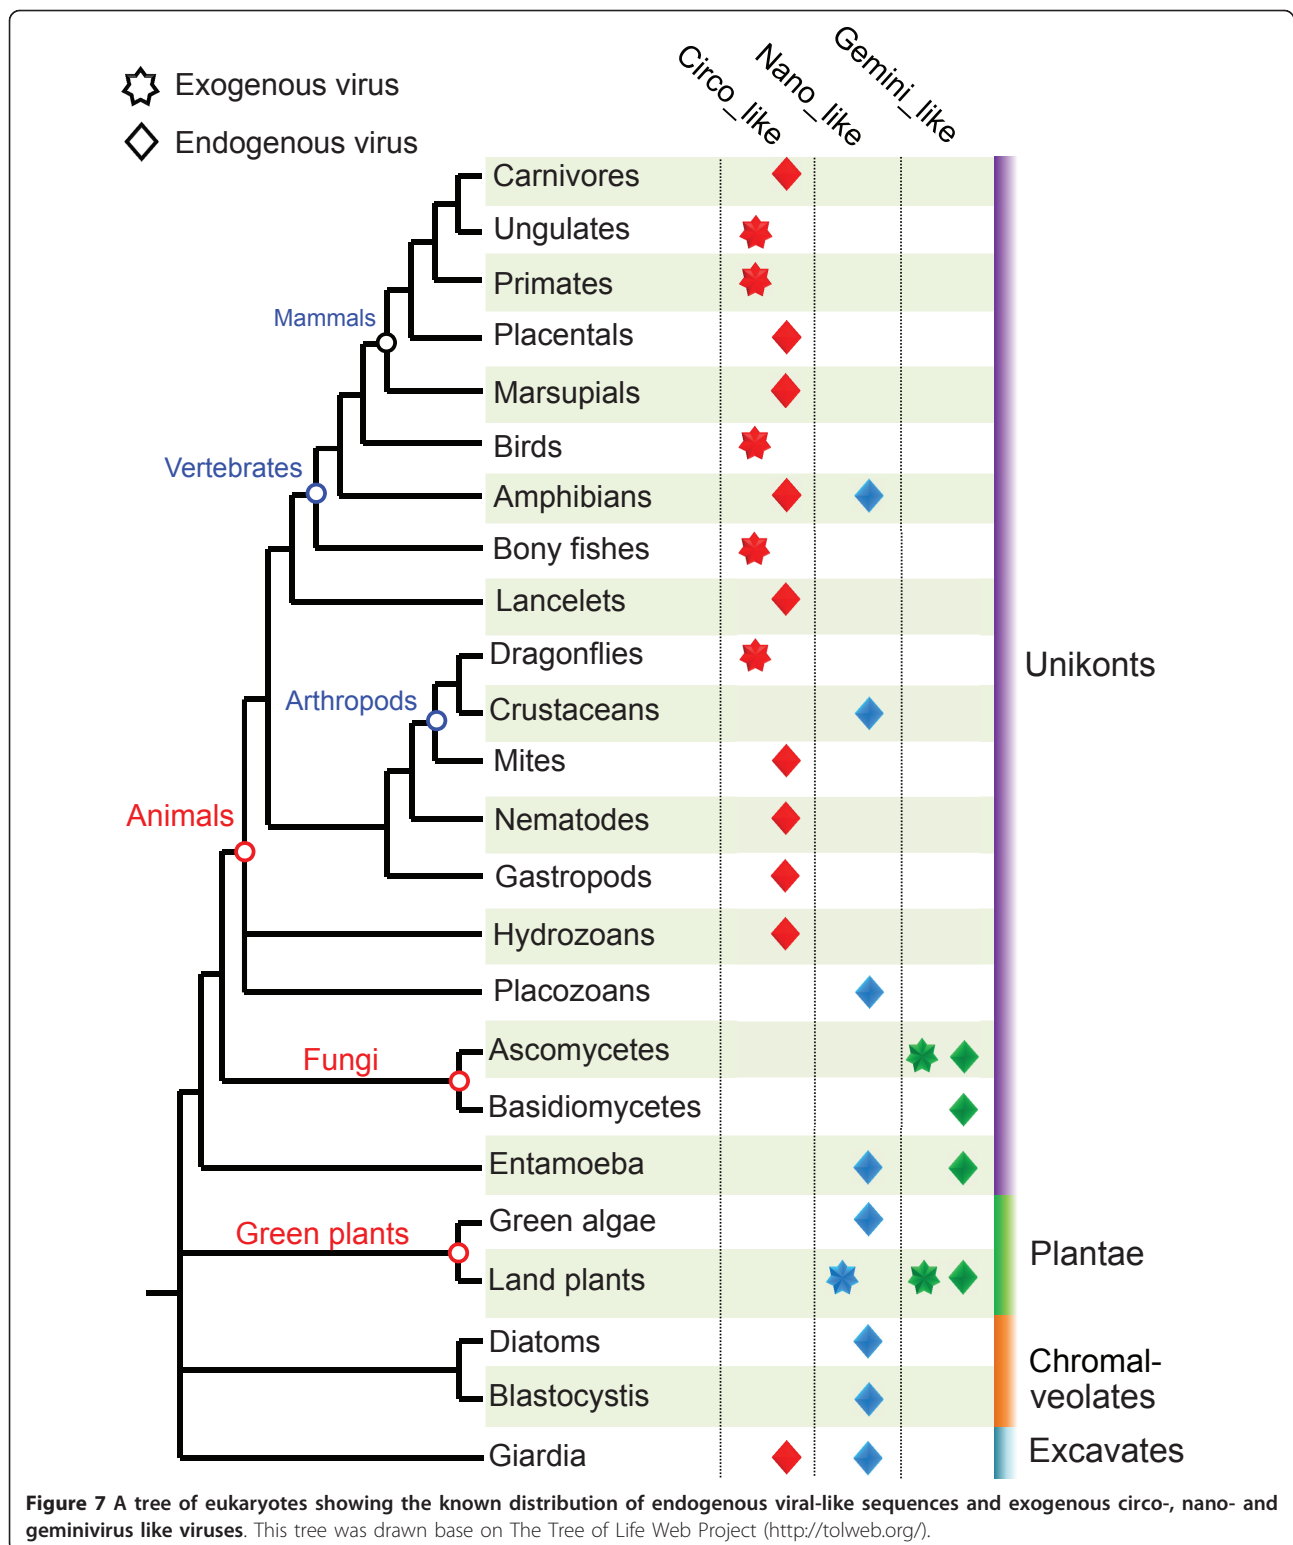 Exogenous virus
Endogenous virus
Circo_like
Nano_like
Gemini_like
Carnivores
Ungulates
Primates
Mammals
Placentals
Marsupials
Birds
Vertebrates
Amphibians
Bony fishes
Lancelets
Dragonflies
Unikonts
Arthropods
Crustaceans
Mites
Animals
Nematodes
Gastropods
Hydrozoans
Placozoans
Ascomycetes
Fungi
Basidiomycetes
Entamoeba
Green algae
Green plants
Plantae
Land plants
Diatoms
Chromal-
veolates
Blastocystis
Giardia
Excavates
Figure 7 A tree of eukaryotes showing the known distribution of endogenous viral-like sequences and exogenous circo-, nano- and
geminivirus like viruses. This tree was drawn base on The Tree of Life Web Project (http://tolweb.org/).